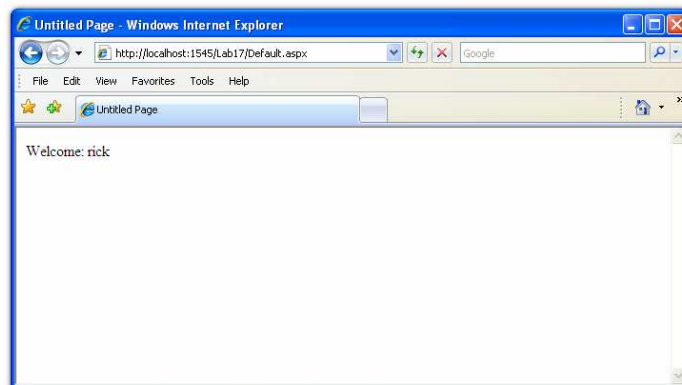 Untitled Page - Windows Internet Explorer
http://localhost:1545/Lab17/Default.aspx
Google
File Edit View Favorites Tools Help
Untitled Page
Welcome: rick